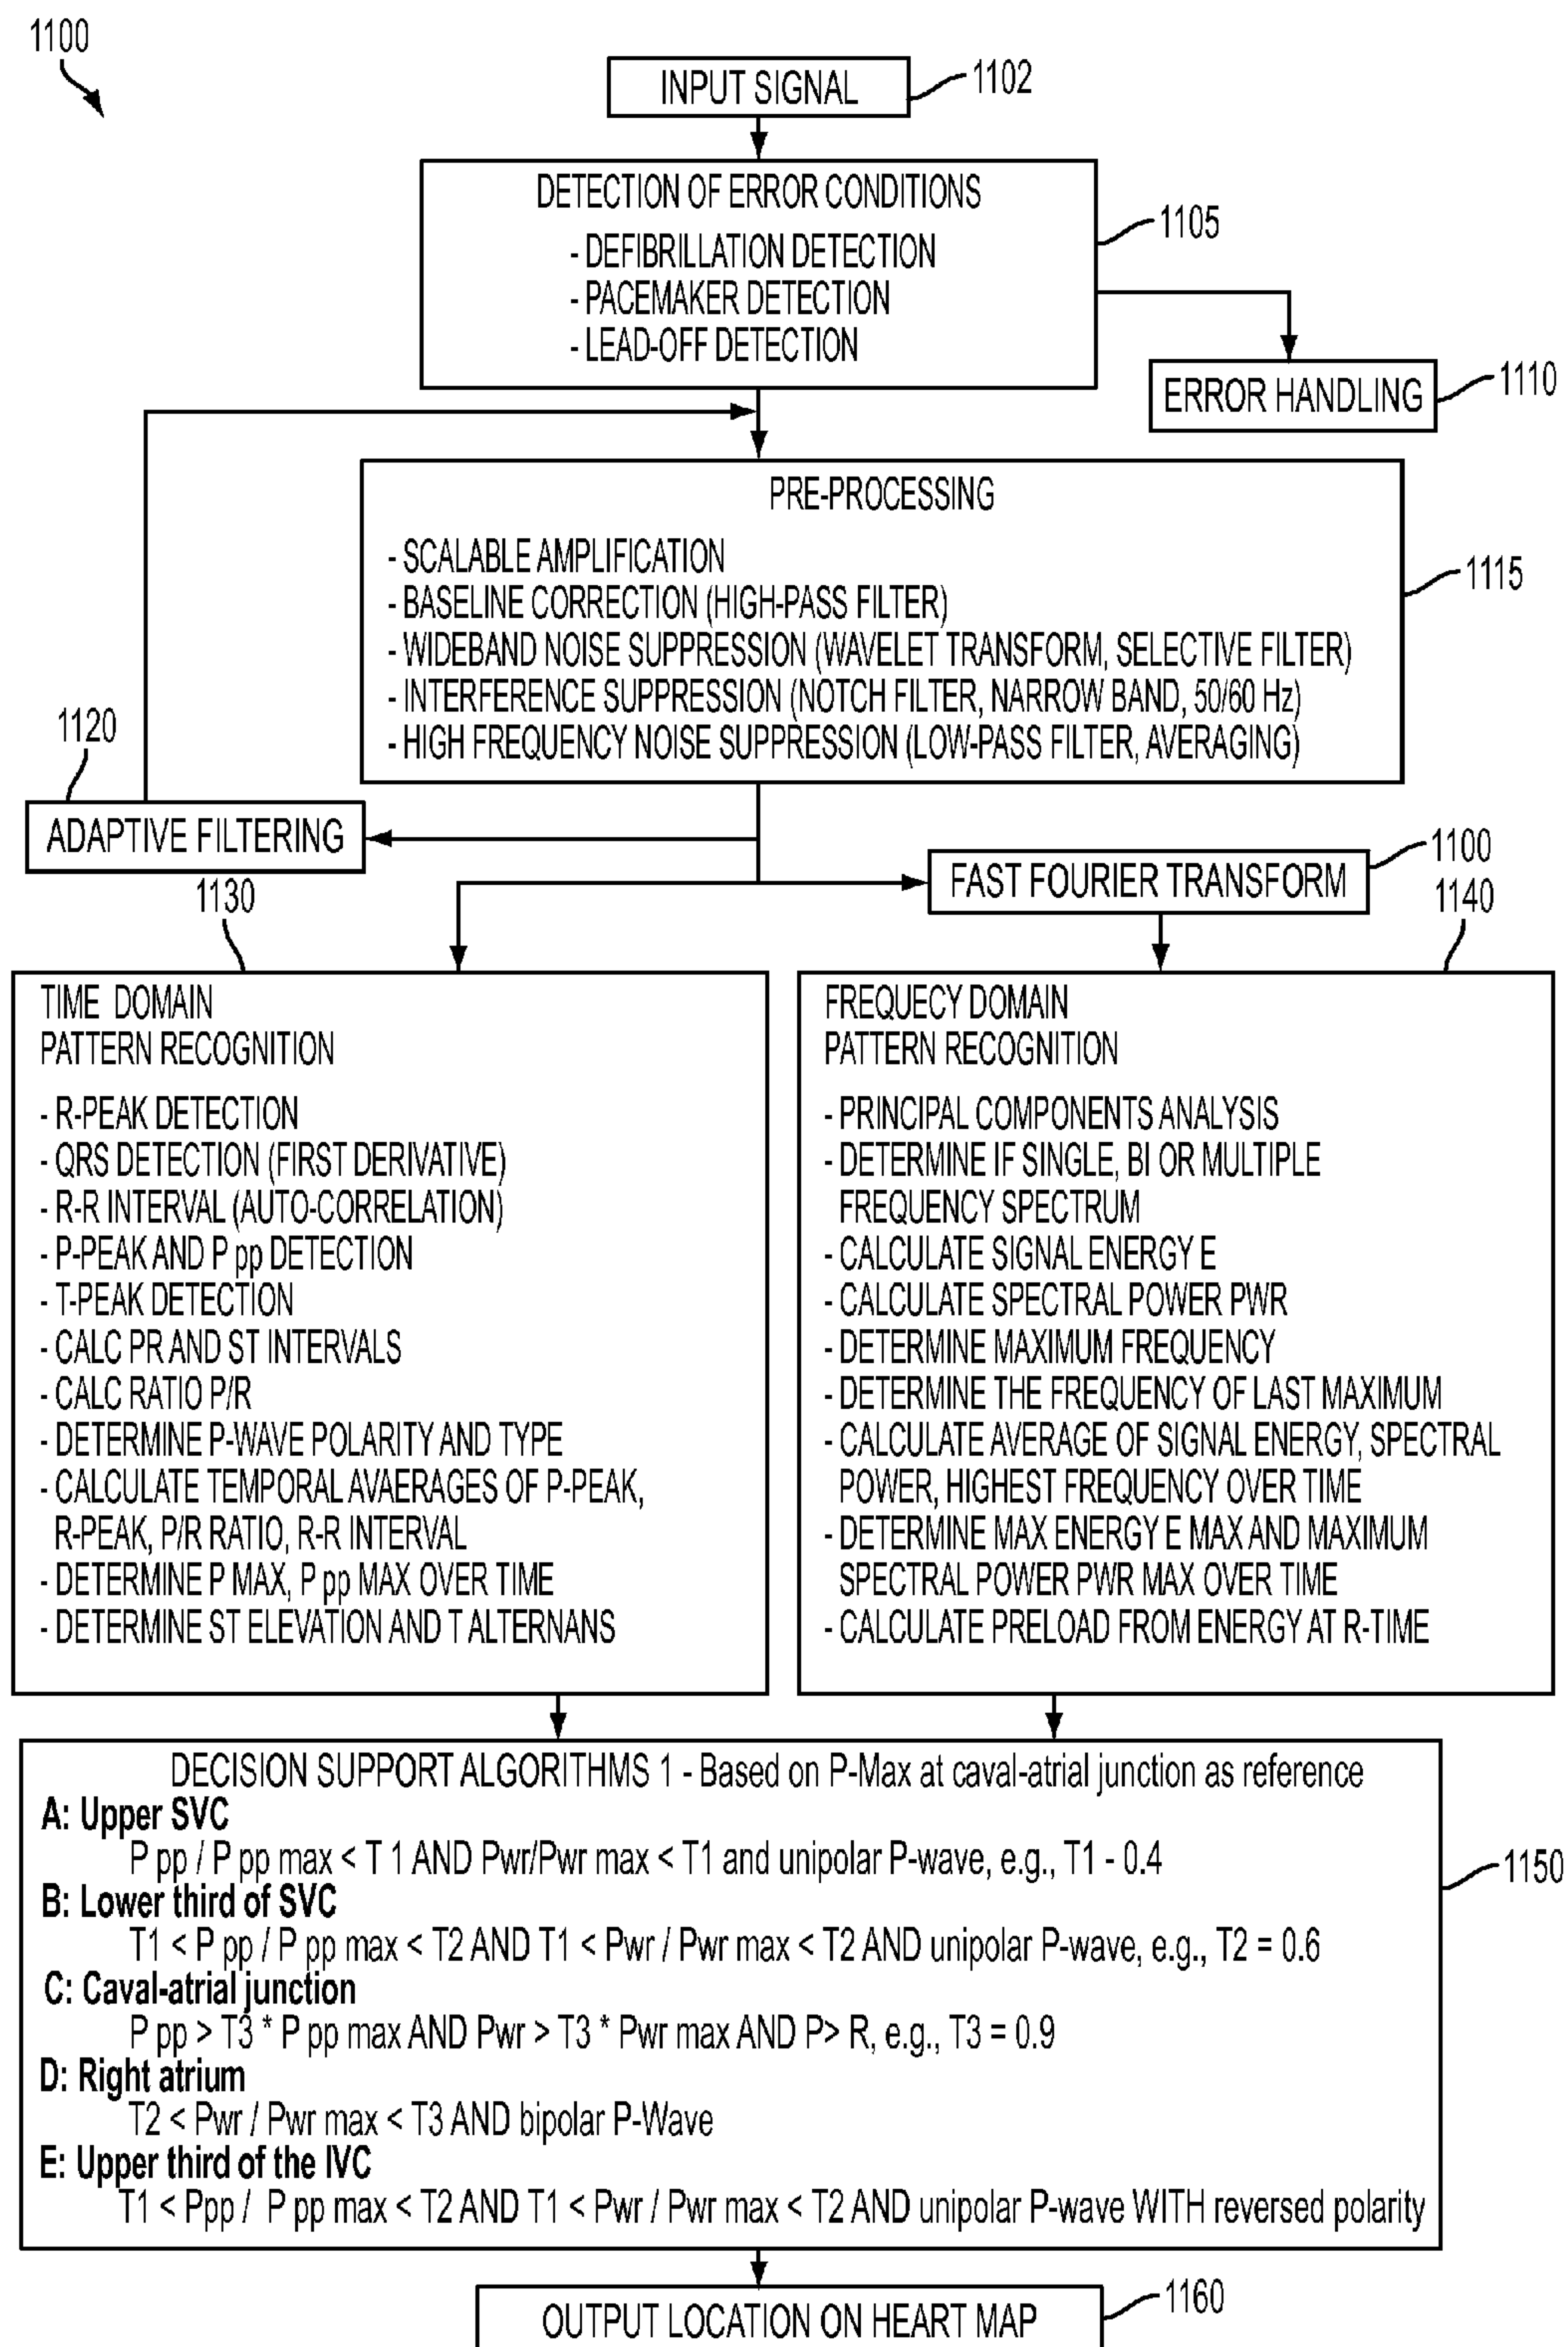 1100
INPUT SIGNAL
1102
DETECTION OF ERROR CONDITIONS
- DEFIBRILLATION DETECTION
- PACEMAKER DETECTION
- LEAD-OFF DETECTION
1105
ERROR HANDLING
1110
PRE-PROCESSING
- SCALABLE AMPLIFICATION
- BASELINE CORRECTION (HIGH-PASS FILTER)
- WIDEBAND NOISE SUPPRESSION (WAVELET TRANSFORM, SELECTIVE FILTER)
- INTERFERENCE SUPPRESSION (NOTCH FILTER, NARROW BAND, 50/60 Hz)
- HIGH FREQUENCY NOISE SUPPRESSION (LOW-PASS FILTER, AVERAGING)
1115
1120
ADAPTIVE FILTERING
FAST FOURIER TRANSFORM
1100
1130
TIME DOMAIN
PATTERN RECOGNITION
- R-PEAK DETECTION
- QRS DETECTION (FIRST DERIVATIVE)
- R-R INTERVAL (AUTO-CORRELATION)
- P-PEAK AND P pp DETECTION
- T-PEAK DETECTION
- CALC PR AND ST INTERVALS
- CALC RATIO P/R
- DETERMINE P-WAVE POLARITY AND TYPE
- CALCULATE TEMPORAL AVAERAGES OF P-PEAK,
R-PEAK, P/R RATIO, R-R INTERVAL
- DETERMINE P MAX, P pp MAX OVER TIME
- DETERMINE ST ELEVATION AND T ALTERNANS
1140
FREQUECY DOMAIN
PATTERN RECOGNITION
- PRINCIPAL COMPONENTS ANALYSIS
- DETERMINE IF SINGLE, BI OR MULTIPLE
FREQUENCY SPECTRUM
- CALCULATE SIGNAL ENERGY E
- CALCULATE SPECTRAL POWER PWR
- DETERMINE MAXIMUM FREQUENCY
- DETERMINE THE FREQUENCY OF LAST MAXIMUM
- CALCULATE AVERAGE OF SIGNAL ENERGY, SPECTRAL
POWER, HIGHEST FREQUENCY OVER TIME
- DETERMINE MAX ENERGY E MAX AND MAXIMUM
SPECTRAL POWER PWR MAX OVER TIME
- CALCULATE PRELOAD FROM ENERGY AT R-TIME
DECISION SUPPORT ALGORITHMS 1 - Based on P-Max at caval-atrial junction as reference
A: Upper SVC
P pp / P pp max < T 1 AND Pwr/Pwr max < T1 and unipolar P-wave, e.g., T1 - 0.4
B: Lower third of SVC
T1 < P pp / P pp max < T2 AND T1 < Pwr / Pwr max < T2 AND unipolar P-wave, e.g., T2 = 0.6
C: Caval-atrial junction
P pp > T3 * P pp max AND Pwr > T3 * Pwr max AND P> R, e.g., T3 = 0.9
D: Right atrium
T2 < Pwr / Pwr max < T3 AND bipolar P-Wave
E: Upper third of the IVC
T1 < Ppp / P pp max < T2 AND T1 < Pwr / Pwr max < T2 AND unipolar P-wave WITH reversed polarity
1150
OUTPUT LOCATION ON HEART MAP
1160